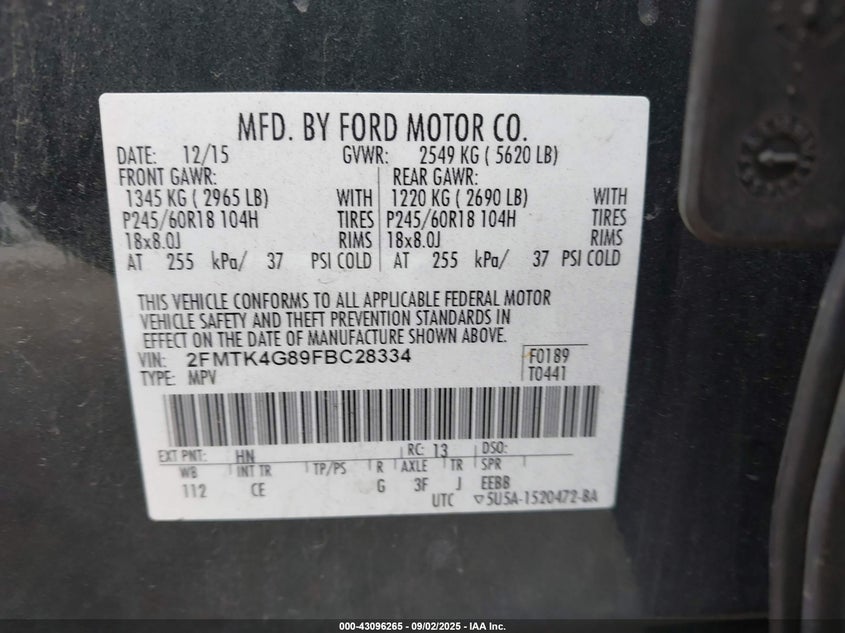 MFD. BY FORD MOTOR CO.
DATE: 12/15 GVWR: 2549 KG ( 5620 LB)
FRONT GAWR: REAR GAWR:
1345 KG ( 2965 LB) WITH 1220 KG ( 2690 LB) WITH
P245/60R18 104H TIRES P245/60R18 104H TIRES
18x8.0J RIMS 18x8.0J RIMS
AT 255 kPa/ 37 PSI COLD AT 255 kPa/ 37 PSI COLD
THIS VEHICLE CONFORMS TO ALL APPLICABLE FEDERAL MOTOR
VEHICLE SAFETY AND THEFT PREVENTION STANDARDS IN
EFFECT ON THE DATE OF MANUFACTURE SHOWN ABOVE.
VIN: 2FMTK4G89FBC28334 F0189
TYPE: MPV T0441
EXT PNT: HN RC: 13 DSO:
WB INT TR TP/PS R AXLE TR SPR
112 CE G 3F J EEBB
UTC ▽5U5A-1520472-BA
000-43096265 - 09/02/2025 - IAA Inc.